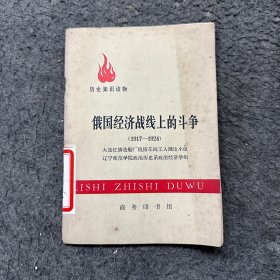 历史知识读物
俄国经济战线上的斗争
(1917—1924)
大连红旗造船厂机动车间工人理论小组
辽宁师范学院政治历史系政治经济学组
LISHI ZHISHI DUWU
商务印书馆